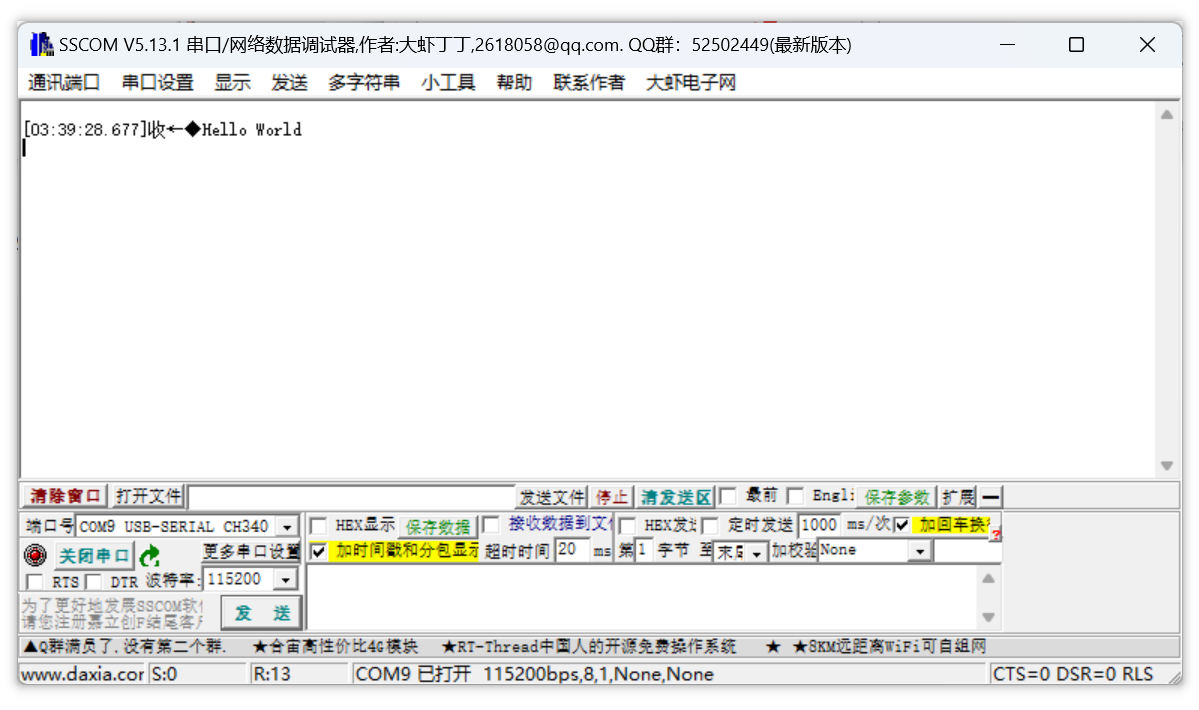 SSCOM V5.13.1 串口/网络数据调试器,作者:大虾丁丁,2618058@qq.com. QQ群: 52502449(最新版本)
通讯端口 串口设置 显示 发送 多字符串 小工具 帮助 联系作者 大虾电子网
[03:39:28.677]收←◆Hello World
清除窗口 打开文件 发送文件 停止 清发送区 最前 Engli 保存参数 扩展 —
端口号 COM9 USB-SERIAL CH340 HEX显示 保存数据 接收数据到文 HEX发 定时发送 1000 ms/次 加回车换 ?
关闭串口 更多串口设置 加时间戳和分包显示 超时时间 20 ms 第 1 字节 至 末 加校验 None
RTS DTR 波特率: 115200
为了更好地发展SSCOM软
请您注册嘉立创F结尾客
发 送
▲Q群满员了,没有第二个群. ★合宙高性价比4G模块 ★RT-Thread中国人的开源免费操作系统 ★ ★8KM远距离WiFi可自组网
www.daxia.cor S:0 R:13 COM9 已打开 115200bps,8,1,None,None CTS=0 DSR=0 RLS